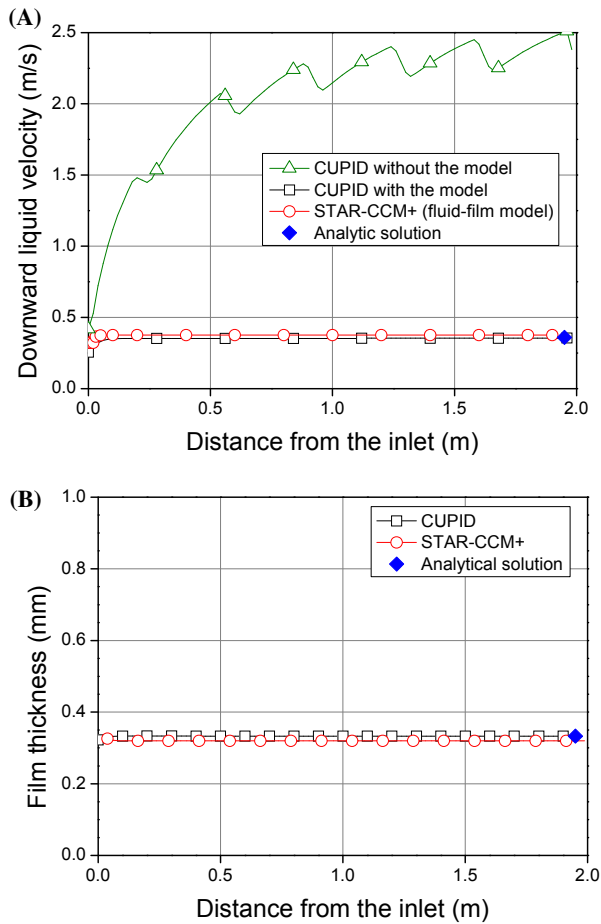 (A)
Downward liquid velocity (m/s)
2.5
2.0
1.5
1.0
0.5
0.0
CUPID without the model
CUPID with the model
STAR-CCM+ (fluid-film model)
Analytic solution
0.0 0.5 1.0 1.5 2.0
Distance from the inlet (m)
(B)
Film thickness (mm)
1.0
0.8
0.6
0.4
0.2
0.0
CUPID
STAR-CCM+
Analytical solution
0.0 0.5 1.0 1.5 2.0
Distance from the inlet (m)